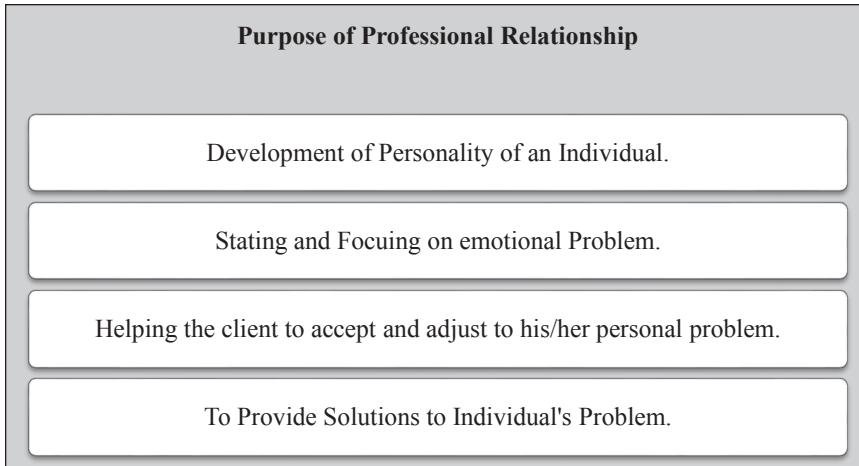 Purpose of Professional Relationship
Development of Personality of an Individual.
Stating and Focuing on emotional Problem.
Helping the client to accept and adjust to his/her personal problem.
To Provide Solutions to Individual's Problem.